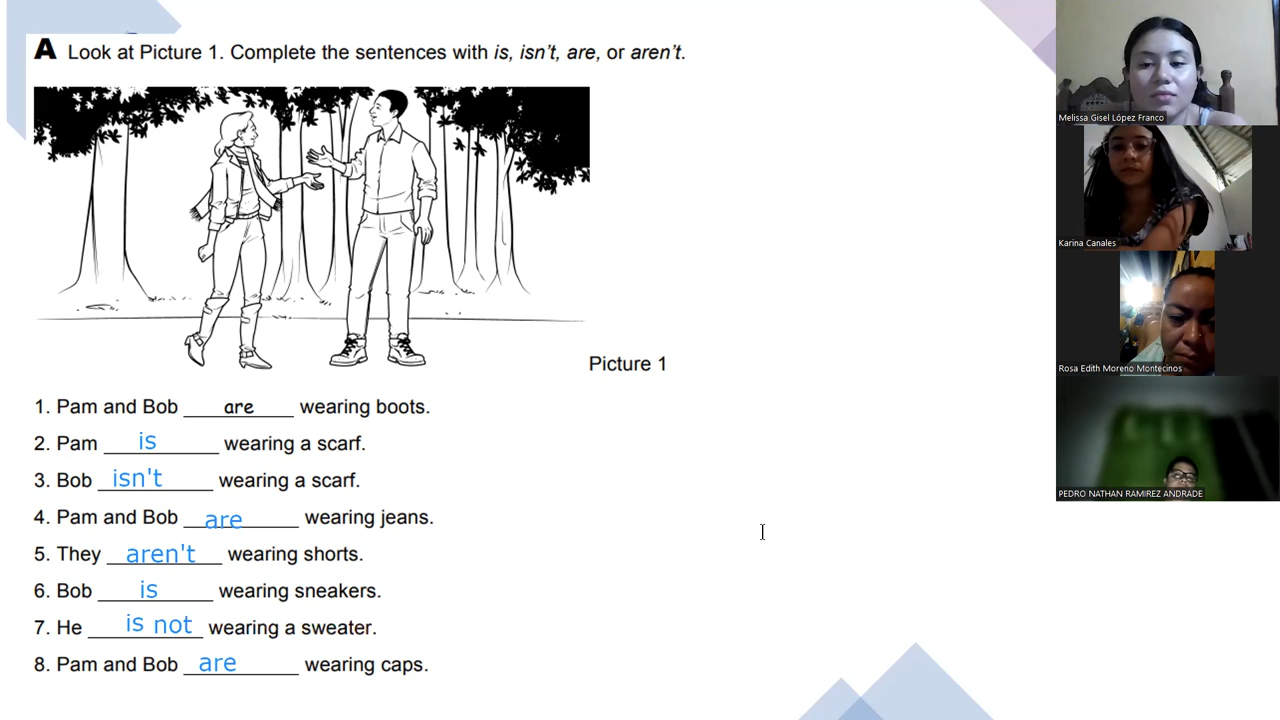 A Look at Picture 1. Complete the sentences with is, isn't, are, or aren't.
Picture 1
1. Pam and Bob are wearing boots.
2. Pam is wearing a scarf.
3. Bob isn't wearing a scarf.
4. Pam and Bob are wearing jeans.
5. They aren't wearing shorts.
6. Bob is wearing sneakers.
7. He is not wearing a sweater.
8. Pam and Bob are wearing caps.
Melissa Gisel López Franco
Karina Canales
Rosa Edith Moreno Montecinos
PEDRO NATHAN RAMIREZ ANDRADE